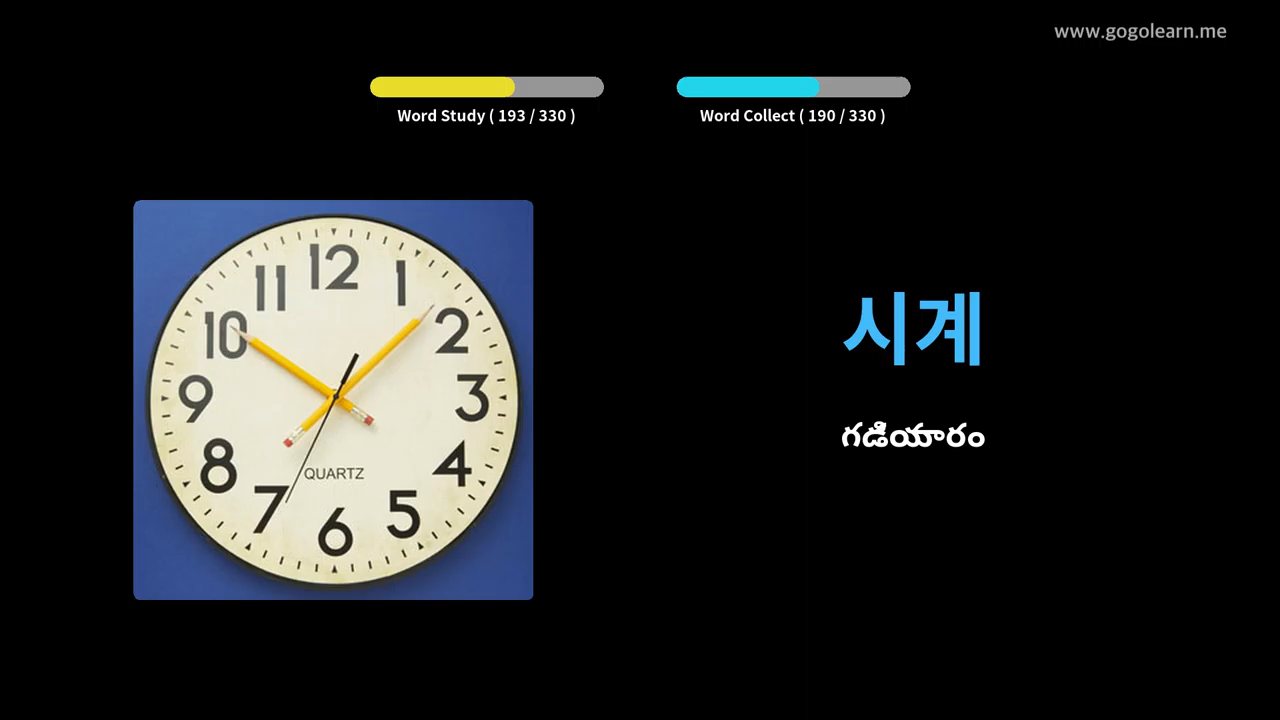 www.gogolearn.me
Word Study ( 193 / 330 )
Word Collect ( 190 / 330 )
12
11
1
10
2
9
3
8
4
QUARTZ
7
5
6
시계
గడియారం